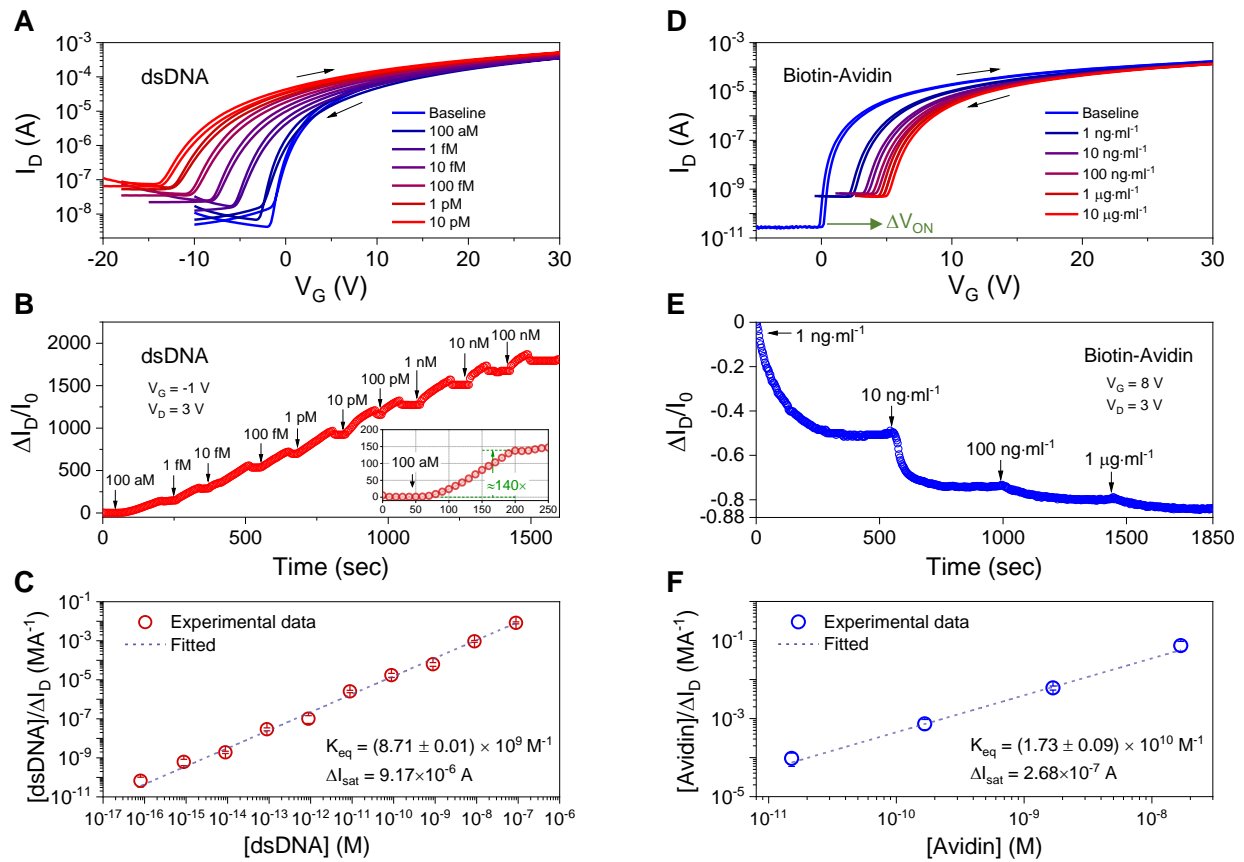 A
10⁻³
10⁻⁴
10⁻⁵
10⁻⁶
10⁻⁷
10⁻⁸
I_D (A)
dsDNA
Baseline
100 aM
1 fM
10 fM
100 fM
1 pM
10 pM
-20 -10 0 10 20 30
V_G (V)
D
10⁻³
10⁻⁵
10⁻⁷
10⁻⁹
10⁻¹¹
I_D (A)
Biotin-Avidin
Baseline
1 ng·ml⁻¹
10 ng·ml⁻¹
100 ng·ml⁻¹
1 µg·ml⁻¹
10 µg·ml⁻¹
ΔV_ON
0 10 20 30
V_G (V)
B
2250
1750
1250
750
250
0
ΔI_D/I_0
dsDNA
V_G = -1 V
V_D = 3 V
100 aM
1 fM
10 fM
100 fM
1 pM
10 pM
100 pM
1 nM
10 nM
100 nM
200
150
100
50
0
100 aM
≈140×
0 50 100 150 200 250
0 500 1000 1500
Time (sec)
E
0
-0.2
-0.4
-0.6
-0.8
-0.88
ΔI_D/I_0
1 ng·ml⁻¹
Biotin-Avidin
V_G = 8 V
V_D = 3 V
10 ng·ml⁻¹
100 ng·ml⁻¹
1 µg·ml⁻¹
0 500 1000 1500 1850
Time (sec)
C
10⁻¹
10⁻³
10⁻⁵
10⁻⁷
10⁻⁹
10⁻¹¹
[dsDNA]/ΔI_D (MA⁻¹)
Experimental data
Fitted
K_eq = (8.71 ± 0.01) × 10⁹ M⁻¹
ΔI_sat = 9.17×10⁻⁶ A
10⁻¹⁷ 10⁻¹⁶ 10⁻¹⁵ 10⁻¹⁴ 10⁻¹³ 10⁻¹² 10⁻¹¹ 10⁻¹⁰ 10⁻⁹ 10⁻⁸ 10⁻⁷ 10⁻⁶
[dsDNA] (M)
F
10⁻¹
10⁻³
10⁻⁵
[Avidin]/ΔI_D (MA⁻¹)
Experimental data
Fitted
K_eq = (1.73 ± 0.09) × 10¹⁰ M⁻¹
ΔI_sat = 2.68×10⁻⁷ A
10⁻¹¹ 10⁻¹⁰ 10⁻⁹ 10⁻⁸
[Avidin] (M)